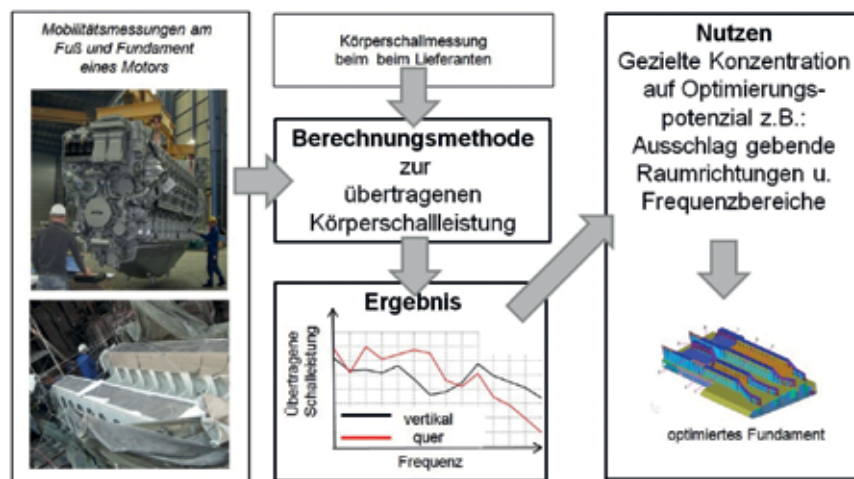 Mobilitätsmessungen am
Fuß und Fundament
eines Motors
Körperschallmessung
beim beim Lieferanten
Berechnungsmethode
zur
übertragenen
Körperschallleistung
Ergebnis
Übertragene
Schalleistung
vertikal
quer
Frequenz
Nutzen
Gezielte Konzentration
auf Optimierungs-
potenzial z.B.:
Ausschlag gebende
Raumrichtungen u.
Frequenzbereiche
optimiertes Fundament